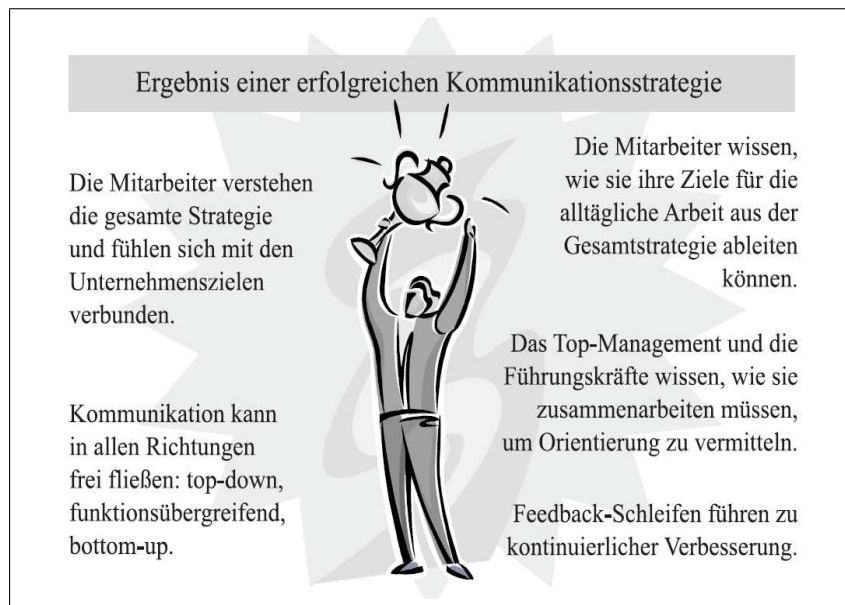 Ergebnis einer erfolgreichen Kommunikationsstrategie
Die Mitarbeiter verstehen
die gesamte Strategie
und fühlen sich mit den
Unternehmenszielen
verbunden.
Kommunikation kann
in allen Richtungen
frei fließen: top-down,
funktionsübergreifend,
bottom-up.
Die Mitarbeiter wissen,
wie sie ihre Ziele für die
alltägliche Arbeit aus der
Gesamtstrategie ableiten
können.
Das Top-Management und die
Führungskräfte wissen, wie sie
zusammenarbeiten müssen,
um Orientierung zu vermitteln.
Feedback-Schleifen führen zu
kontinuierlicher Verbesserung.